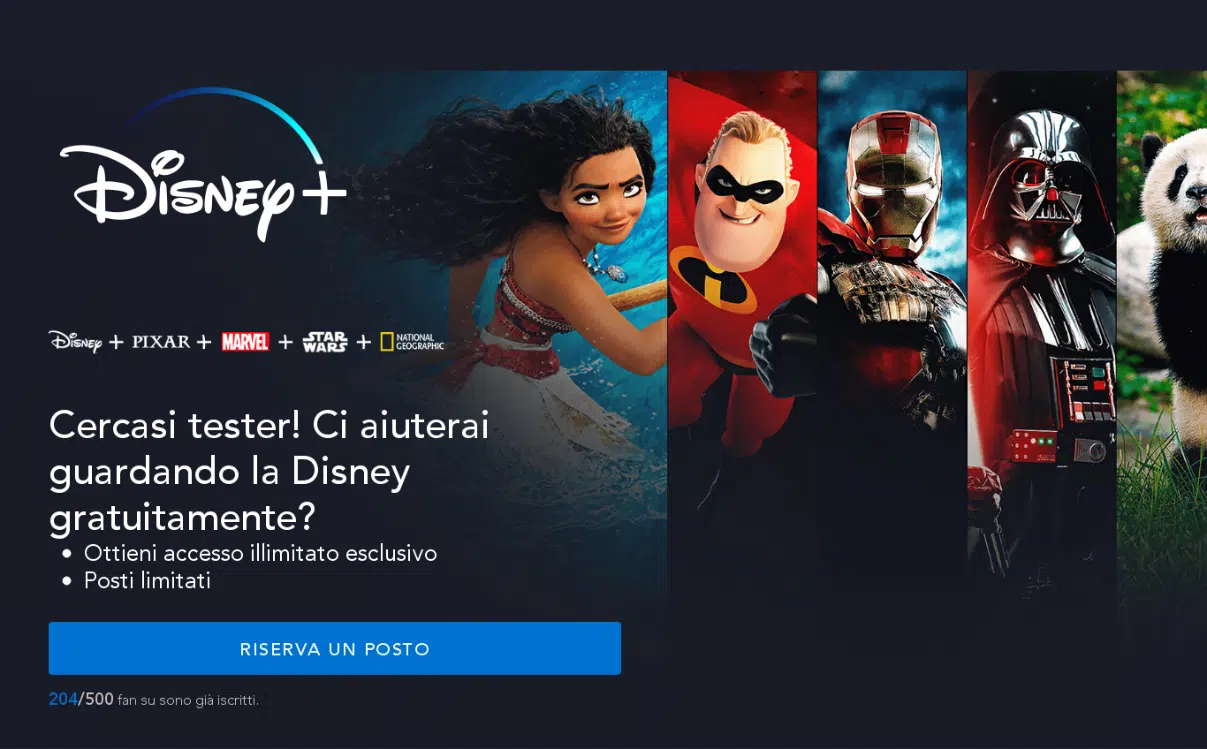 Disney+
Disney + PIXAR + MARVEL + STAR WARS + NATIONAL GEOGRAPHIC
Cercasi tester! Ci aiuterai
guardando la Disney
gratuitamente?
• Ottieni accesso illimitato esclusivo
• Posti limitati
RISERVA UN POSTO
204/500 fan su sono già iscritti.